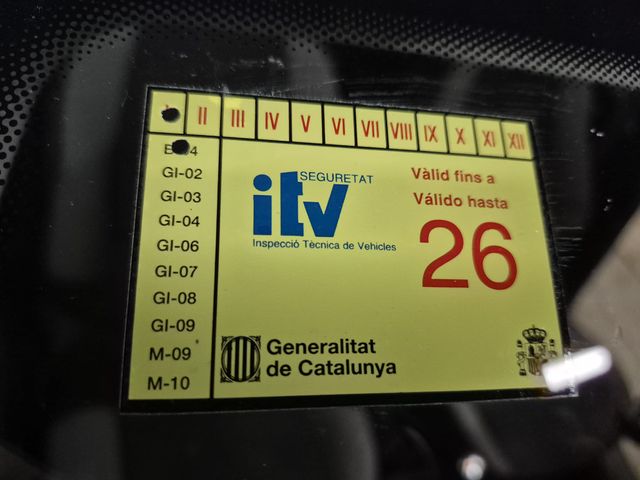 II III IV V VI VII VIII IX X XI XII
GI-02
GI-03
GI-04
GI-06
GI-07
GI-08
GI-09
M-09
M-10
SEGURETAT
itv
Inspecció Tècnica de Vehicles
Vàlid fins a
Válido hasta
26
Generalitat
de Catalunya